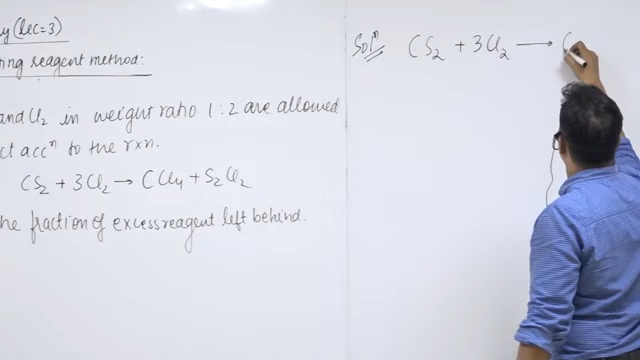 y (lec=3)
ting reagent method:
and Cl₂ in weight ratio 1:2 are allowed
ct accⁿ to the rxn.
CS₂ + 3Cl₂ → CCl₄ + S₂Cl₂
he fraction of excess reagent left behind.
Solⁿ CS₂ + 3Cl₂ → C